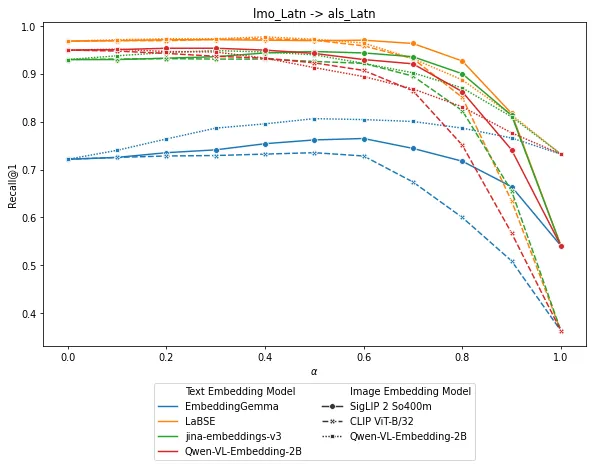 lmo_Latn -> als_Latn
1.0
0.9
0.8
0.7
0.6
0.5
0.4
Recall@1
0.0 0.2 0.4 0.6 0.8 1.0
α
Text Embedding Model Image Embedding Model
EmbeddingGemma SigLIP 2 So400m
LaBSE CLIP ViT-B/32
jina-embeddings-v3 Qwen-VL-Embedding-2B
Qwen-VL-Embedding-2B